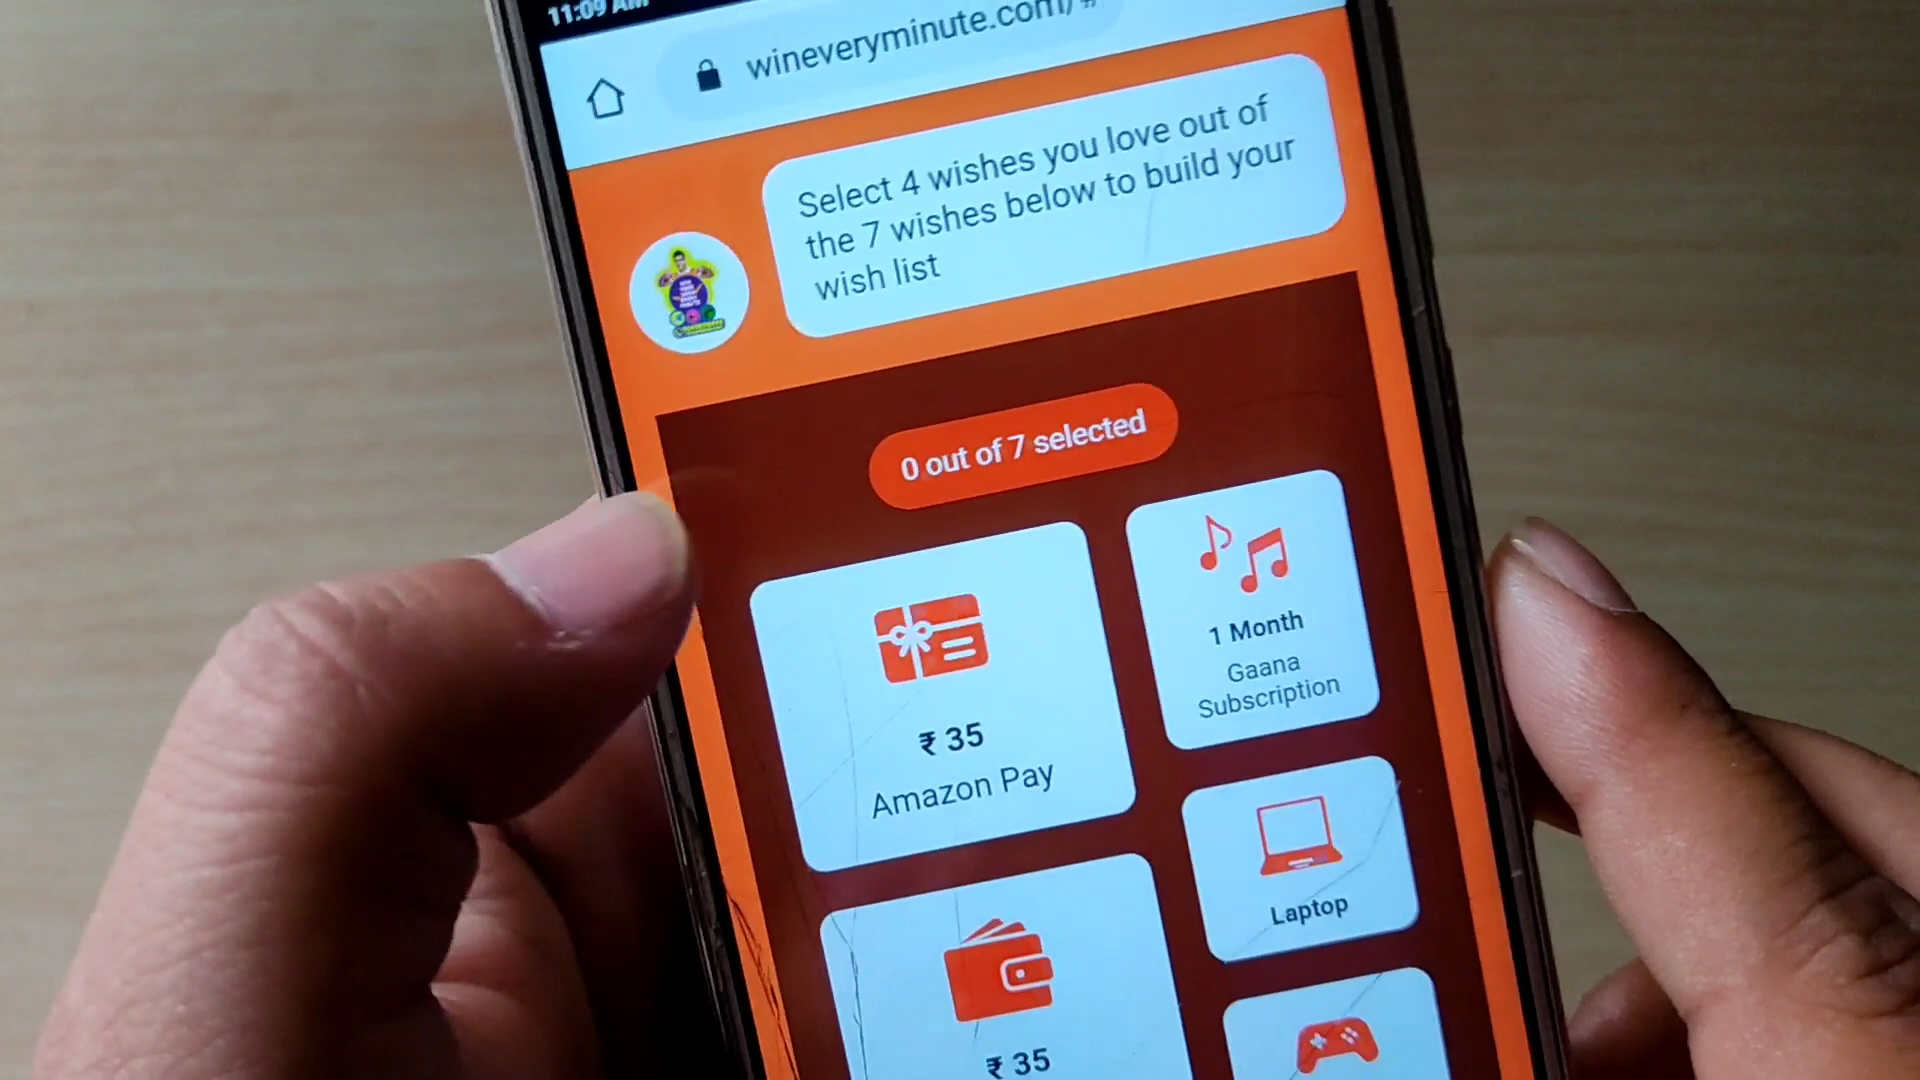 11:09 AM
wineveryminute.com/#
Select 4 wishes you love out of
the 7 wishes below to build your
wish list
0 out of 7 selected
₹ 35
Amazon Pay
1 Month
Gaana
Subscription
Laptop
₹ 35